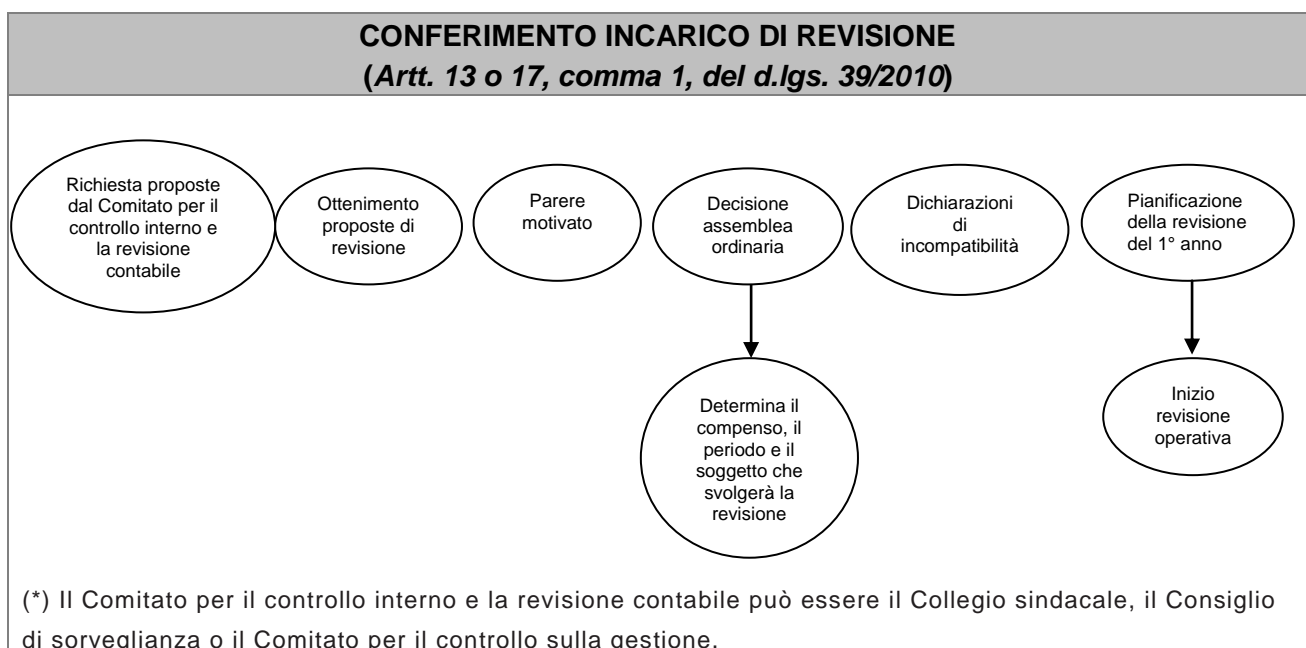 CONFERIMENTO INCARICO DI REVISIONE
(Artt. 13 o 17, comma 1, del d.lgs. 39/2010)
Richiesta proposte
dal Comitato per il
controllo interno e
la revisione
contabile
Ottenimento
proposte di
revisione
Parere
motivato
Decisione
assemblea
ordinaria
Dichiarazioni
di
incompatibilità
Pianificazione
della revisione
del 1° anno
Determina il
compenso, il
periodo e il
soggetto che
svolgerà la
revisione
Inizio
revisione
operativa
(*) Il Comitato per il controllo interno e la revisione contabile può essere il Collegio sindacale, il Consiglio
di sorveglianza o il Comitato per il controllo sulla gestione.